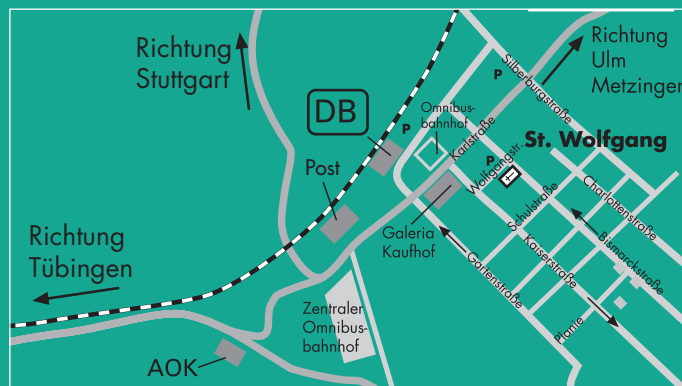 Richtung
Stuttgart
Richtung
Ulm
Metzingen
P
Silberburgstraße
DB
Omnibus-
bahnhof
P
Karlstraße
St. Wolfgang
P
Wolfgangstr.
Post
Schulstraße
Charlottenstraße
Galeria
Kaufhof
Richtung
Tübingen
Gartenstraße
Kaiserstraße
Bismarckstraße
Zentraler
Omnibus-
bahnhof
Planie
AOK